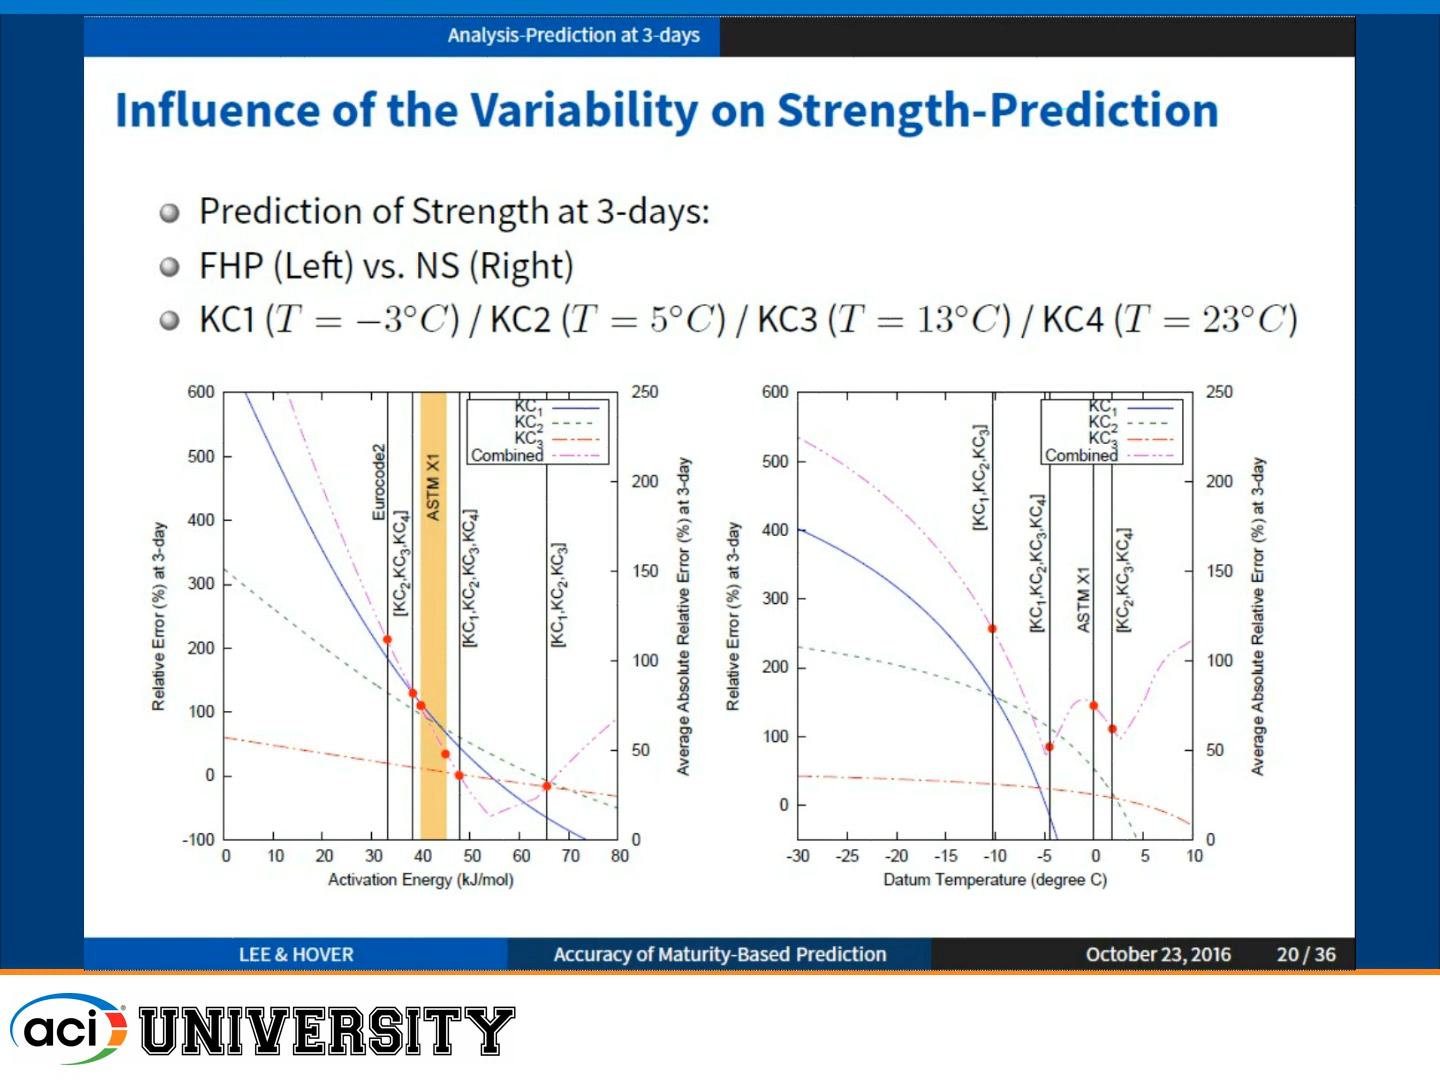 Analysis-Prediction at 3-days
Influence of the Variability on Strength-Prediction
Prediction of Strength at 3-days:
FHP (Left) vs. NS (Right)
KC1 (T = −3°C) / KC2 (T = 5°C) / KC3 (T = 13°C) / KC4 (T = 23°C)
600
500
400
300
200
100
0
-100
Relative Error (%) at 3-day
0 10 20 30 40 50 60 70 80
Activation Energy (kJ/mol)
250
200
150
100
50
0
Average Absolute Relative Error (%) at 3-day
KC1
KC2
KC3
Combined
Eurocode2
[KC2,KC3,KC4]
ASTM X1
[KC1,KC2,KC3,KC4]
[KC1,KC2,KC3]
600
500
400
300
200
100
0
Relative Error (%) at 3-day
-30 -25 -20 -15 -10 -5 0 5 10
Datum Temperature (degree C)
250
200
150
100
50
0
Average Absolute Relative Error (%) at 3-day
KC1
KC2
KC3
Combined
[KC1,KC2,KC3]
[KC1,KC2,KC3,KC4]
ASTM X1
[KC2,KC3,KC4]
LEE & HOVER Accuracy of Maturity-Based Prediction October 23, 2016 20 / 36
aci UNIVERSITY